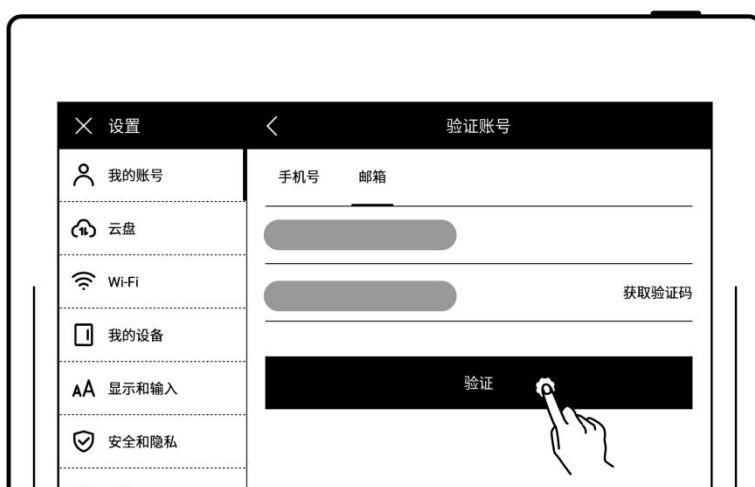 设置
验证账号
我的账号
手机号 邮箱
云盘
Wi-Fi
获取验证码
我的设备
显示和输入
验证
安全和隐私